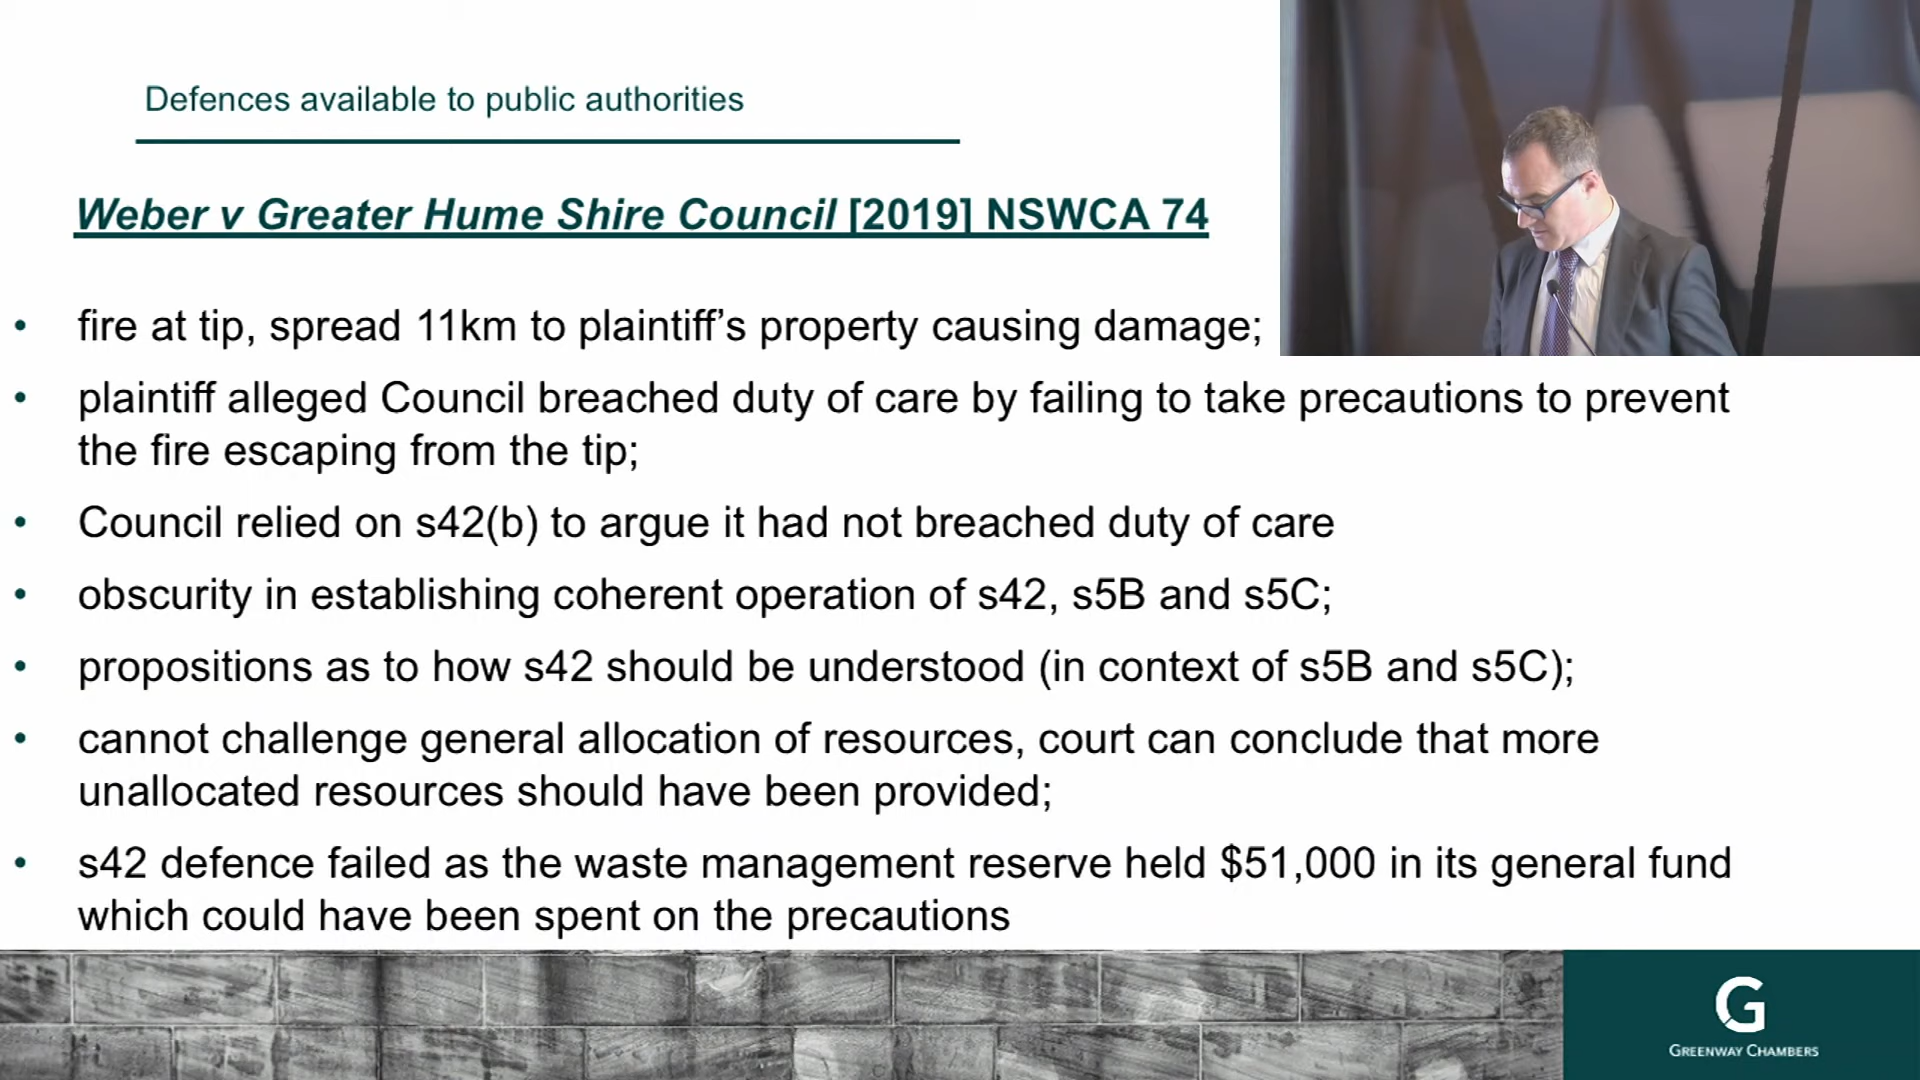 Defences available to public authorities
Weber v Greater Hume Shire Council [2019] NSWCA 74
• fire at tip, spread 11km to plaintiff’s property causing damage;
• plaintiff alleged Council breached duty of care by failing to take precautions to prevent
the fire escaping from the tip;
• Council relied on s42(b) to argue it had not breached duty of care
• obscurity in establishing coherent operation of s42, s5B and s5C;
• propositions as to how s42 should be understood (in context of s5B and s5C);
• cannot challenge general allocation of resources, court can conclude that more
unallocated resources should have been provided;
• s42 defence failed as the waste management reserve held $51,000 in its general fund
which could have been spent on the precautions
G
GREENWAY CHAMBERS